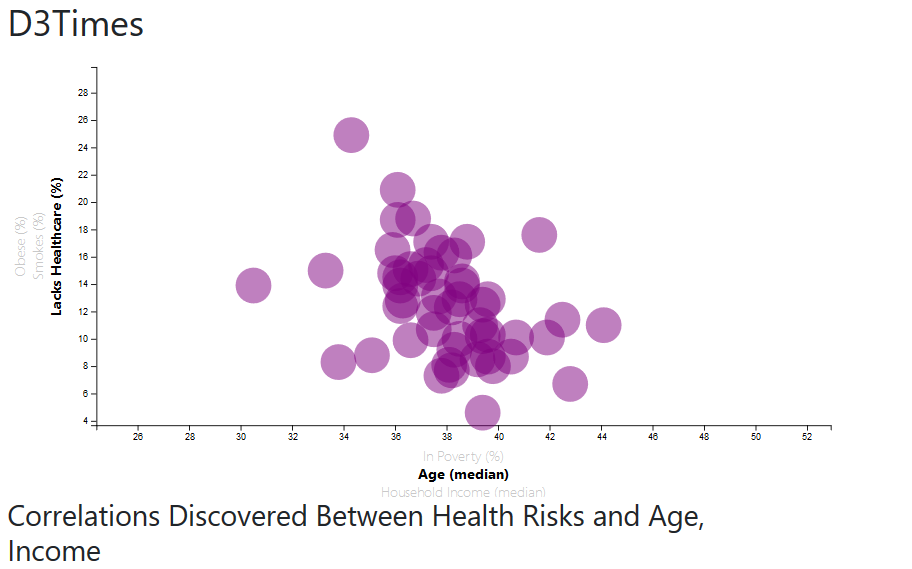 D3Times
28
26
24
22
20
18
16
14
12
10
8
6
4
Obese (%)
Smokes (%)
Lacks Healthcare (%)
26 28 30 32 34 36 38 40 42 44 46 48 50 52
In Poverty (%)
Age (median)
Household Income (median)
Correlations Discovered Between Health Risks and Age,
Income